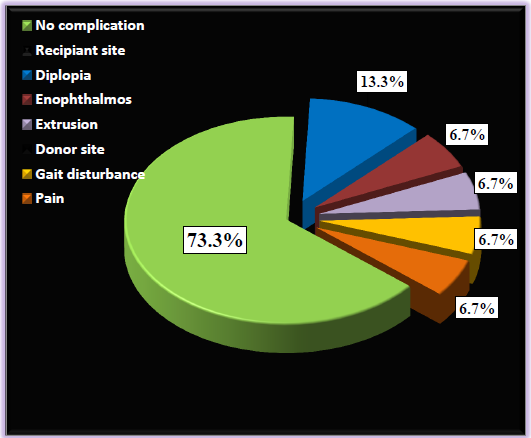 No complication
Recipiant site
Diplopia
Enophthalmos
Extrusion
Donor site
Gait disturbance
Pain
13.3%
6.7%
6.7%
6.7%
6.7%
73.3%